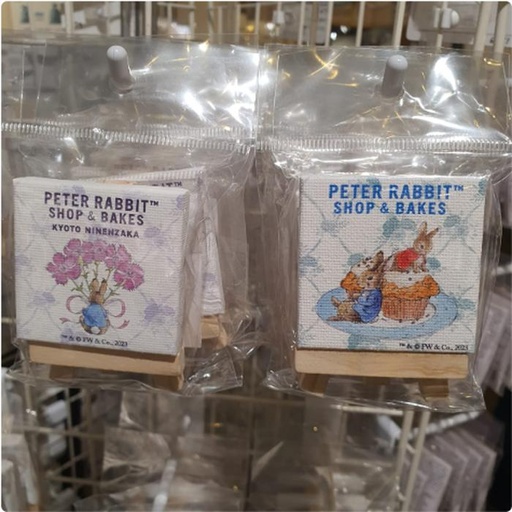 PETER RABBIT™
SHOP & BAKES
KYOTO NINENZAKA
™ & © FW & Co., 2023
PETER RABBIT™
SHOP & BAKES
™ & © FW & Co., 2023